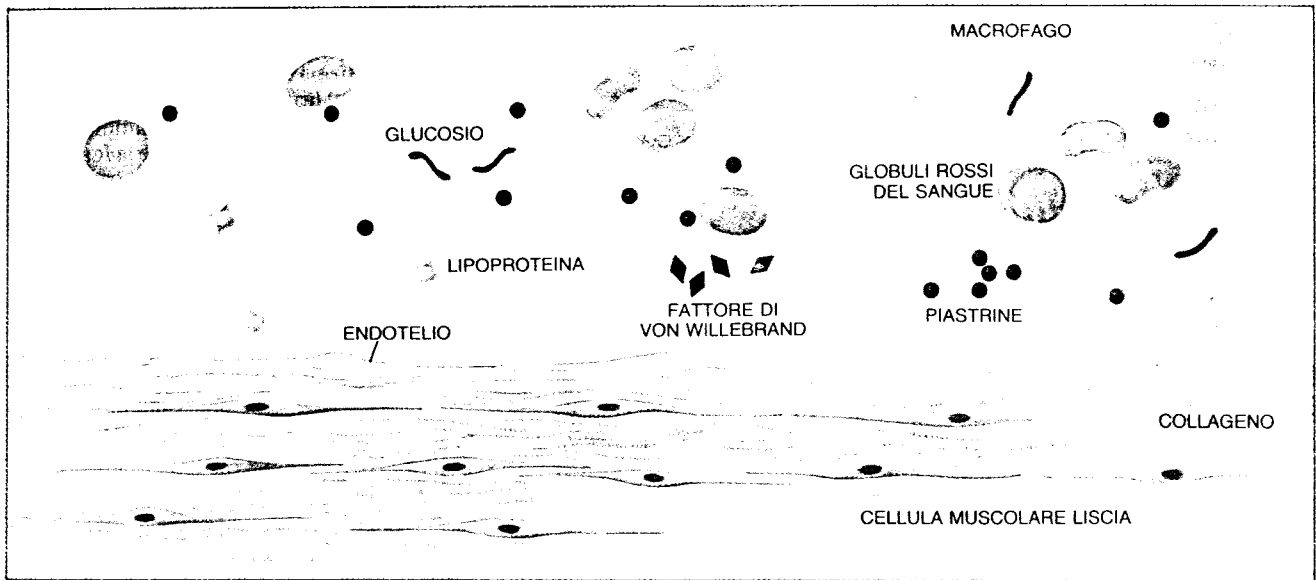 MACROFAGO
GLUCOSIO
GLOBULI ROSSI
DEL SANGUE
LIPOPROTEINA
FATTORE DI
VON WILLEBRAND
PIASTRINE
ENDOTELIO
COLLAGENO
CELLULA MUSCOLARE LISCIA